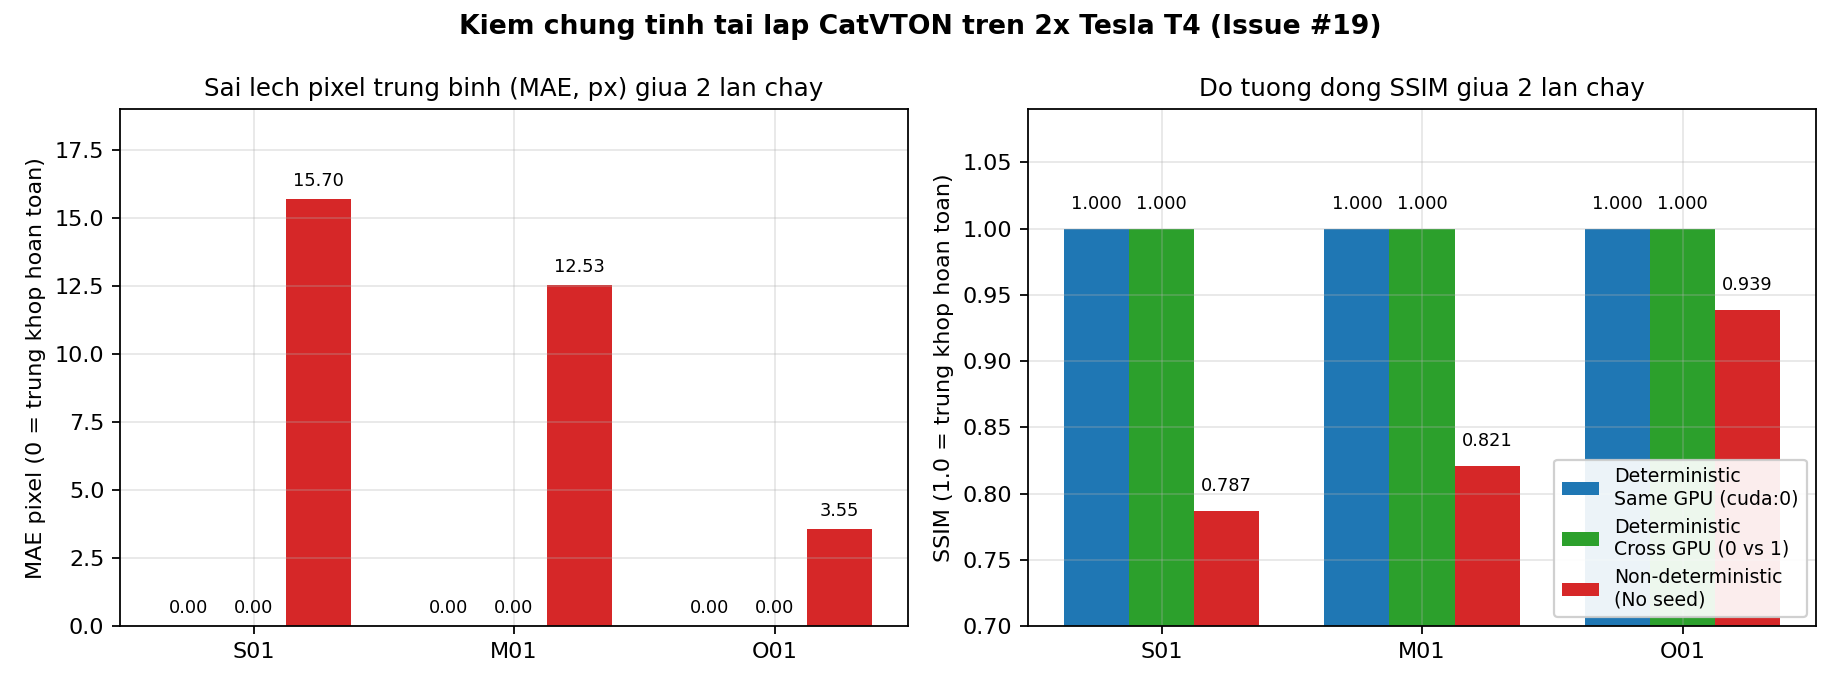 Kiem chung tinh tai lap CatVTON tren 2x Tesla T4 (Issue #19)
Sai lech pixel trung binh (MAE, px) giua 2 lan chay
MAE pixel (0 = trung khop hoan toan)
17.5
15.0
12.5
10.0
7.5
5.0
2.5
0.0
0.00
0.00
15.70
0.00
0.00
12.53
0.00
0.00
3.55
S01
M01
O01
Do tuong dong SSIM giua 2 lan chay
SSIM (1.0 = trung khop hoan toan)
1.05
1.00
0.95
0.90
0.85
0.80
0.75
0.70
1.000
1.000
0.787
1.000
1.000
0.821
1.000
1.000
0.939
S01
M01
O01
Deterministic
Same GPU (cuda:0)
Deterministic
Cross GPU (0 vs 1)
Non-deterministic
(No seed)